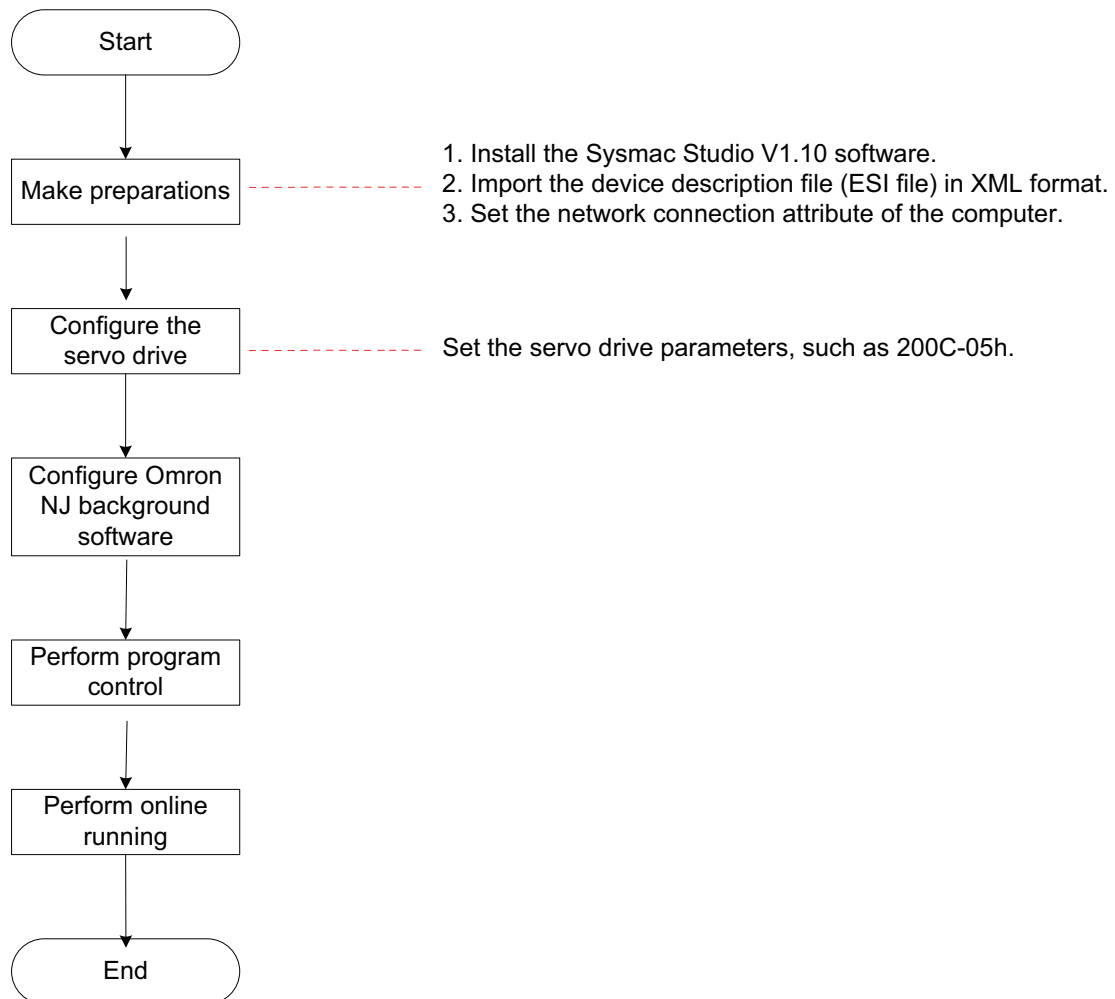 Start
Make preparations
1. Install the Sysmac Studio V1.10 software.
2. Import the device description file (ESI file) in XML format.
3. Set the network connection attribute of the computer.
Configure the
servo drive
Set the servo drive parameters, such as 200C-05h.
Configure Omron
NJ background
software
Perform program
control
Perform online
running
End